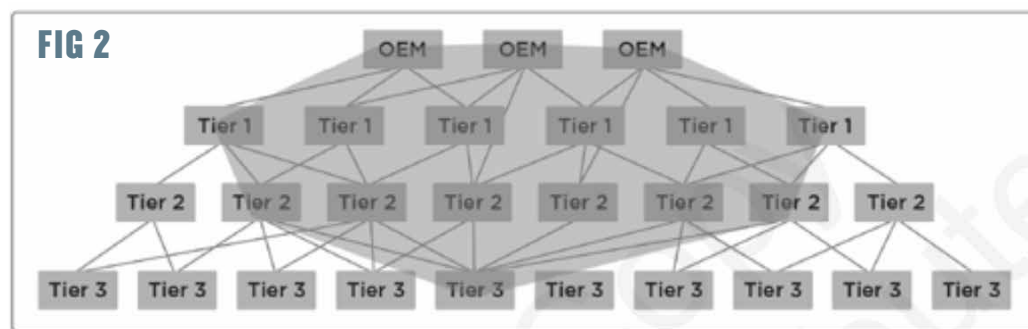 FIG 2
OEM OEM OEM
Tier 1 Tier 1 Tier 1 Tier 1 Tier 1 Tier 1
Tier 2 Tier 2 Tier 2 Tier 2 Tier 2 Tier 2 Tier 2 Tier 2
Tier 3 Tier 3 Tier 3 Tier 3 Tier 3 Tier 3 Tier 3 Tier 3 Tier 3 Tier 3